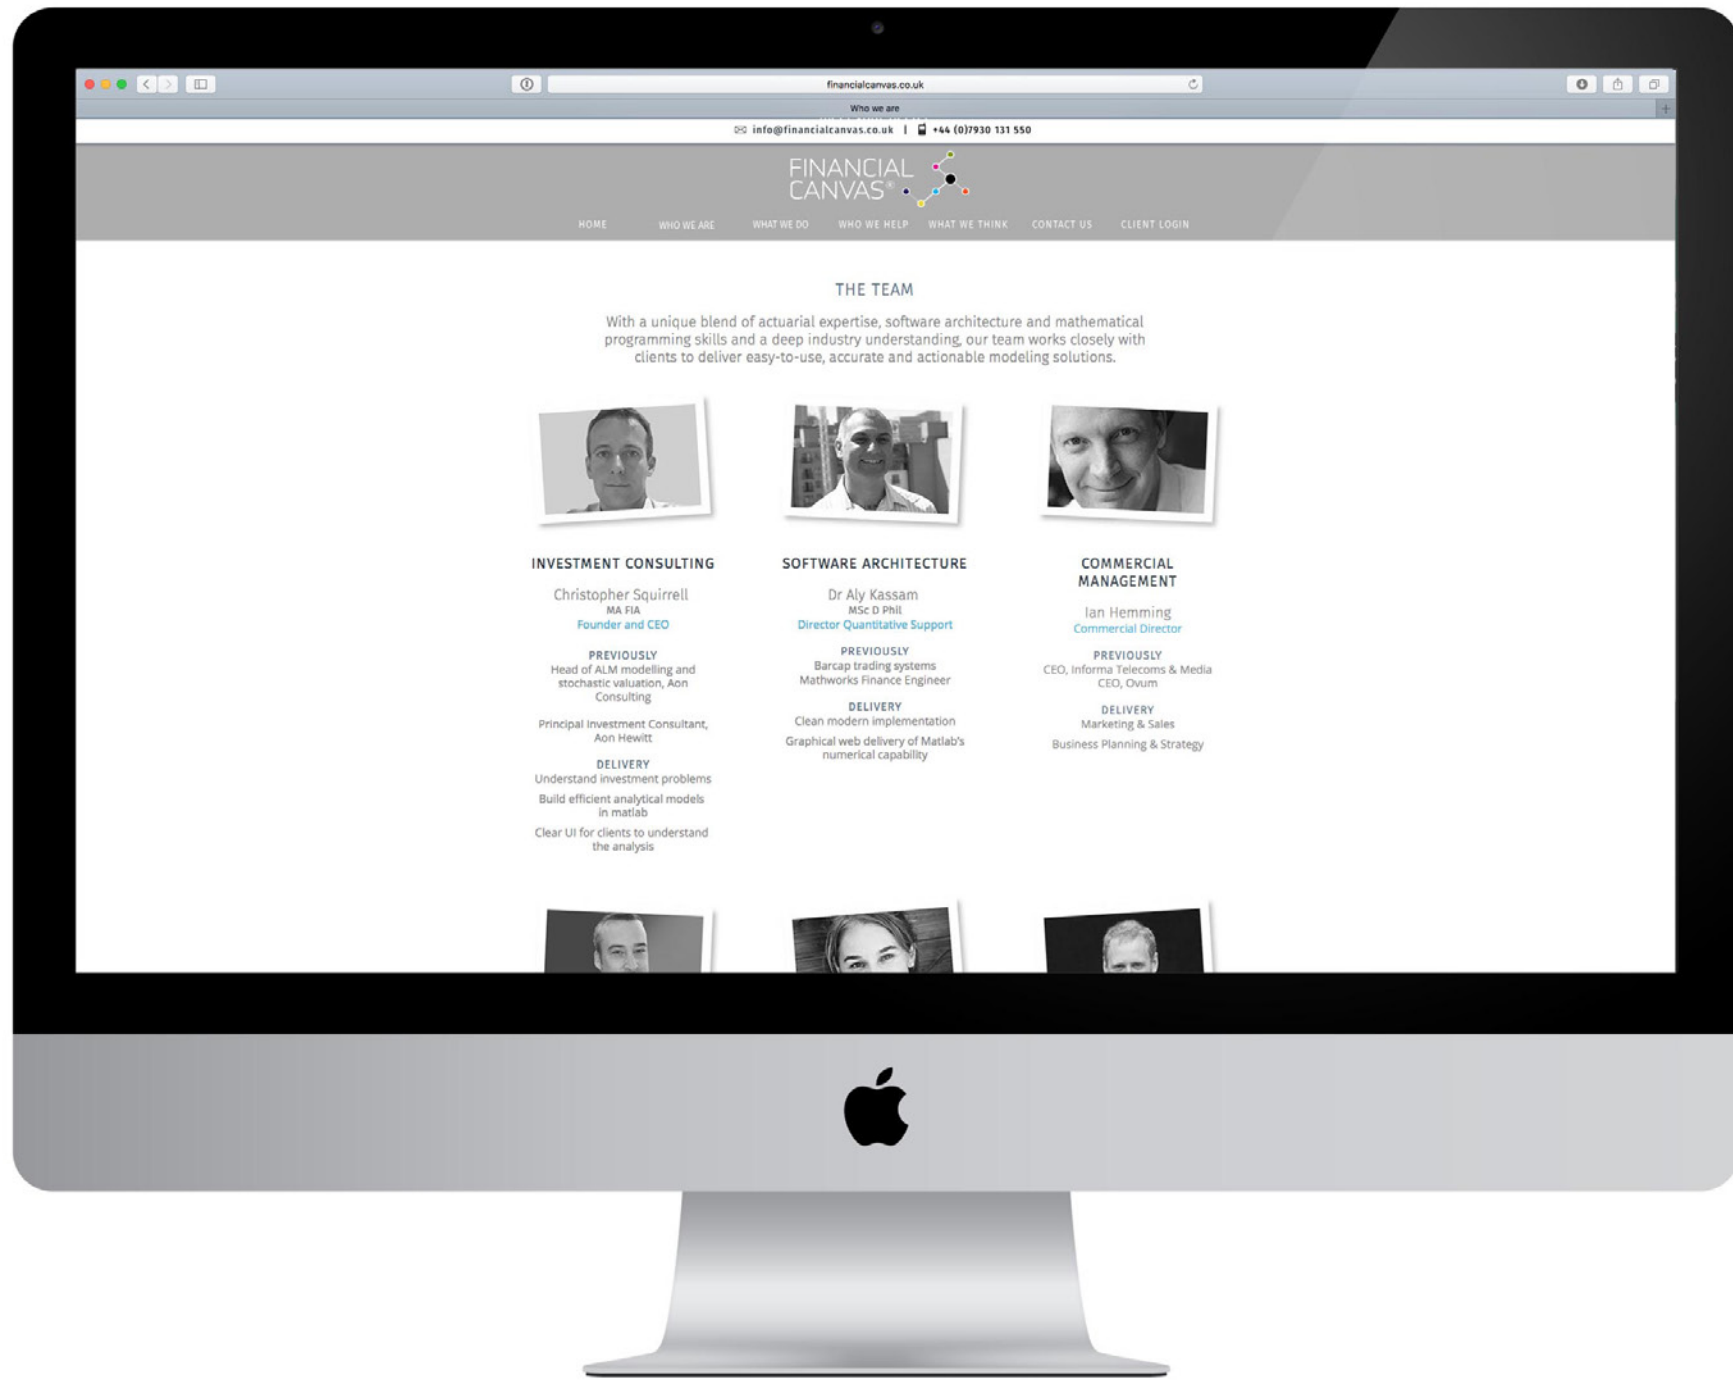 financialcanvas.co.uk
Who we are
info@financialcanvas.co.uk | +44 (0)7930 131 550
FINANCIAL
CANVAS®
HOME WHO WE ARE WHAT WE DO WHO WE HELP WHAT WE THINK CONTACT US CLIENT LOGIN
THE TEAM
With a unique blend of actuarial expertise, software architecture and mathematical
programming skills and a deep industry understanding, our team works closely with
clients to deliver easy-to-use, accurate and actionable modeling solutions.
INVESTMENT CONSULTING
Christopher Squirrell
MA FIA
Founder and CEO
PREVIOUSLY
Head of ALM modelling and
stochastic valuation, Aon
Consulting
Principal Investment Consultant,
Aon Hewitt
DELIVERY
Understand investment problems
Build efficient analytical models
in matlab
Clear UI for clients to understand
the analysis
SOFTWARE ARCHITECTURE
Dr Aly Kassam
MSc D Phil
Director Quantitative Support
PREVIOUSLY
Barcap trading systems
Mathworks Finance Engineer
DELIVERY
Clean modern implementation
Graphical web delivery of Matlab's
numerical capability
COMMERCIAL
MANAGEMENT
Ian Hemming
Commercial Director
PREVIOUSLY
CEO, Informa Telecoms & Media
CEO, Ovum
DELIVERY
Marketing & Sales
Business Planning & Strategy